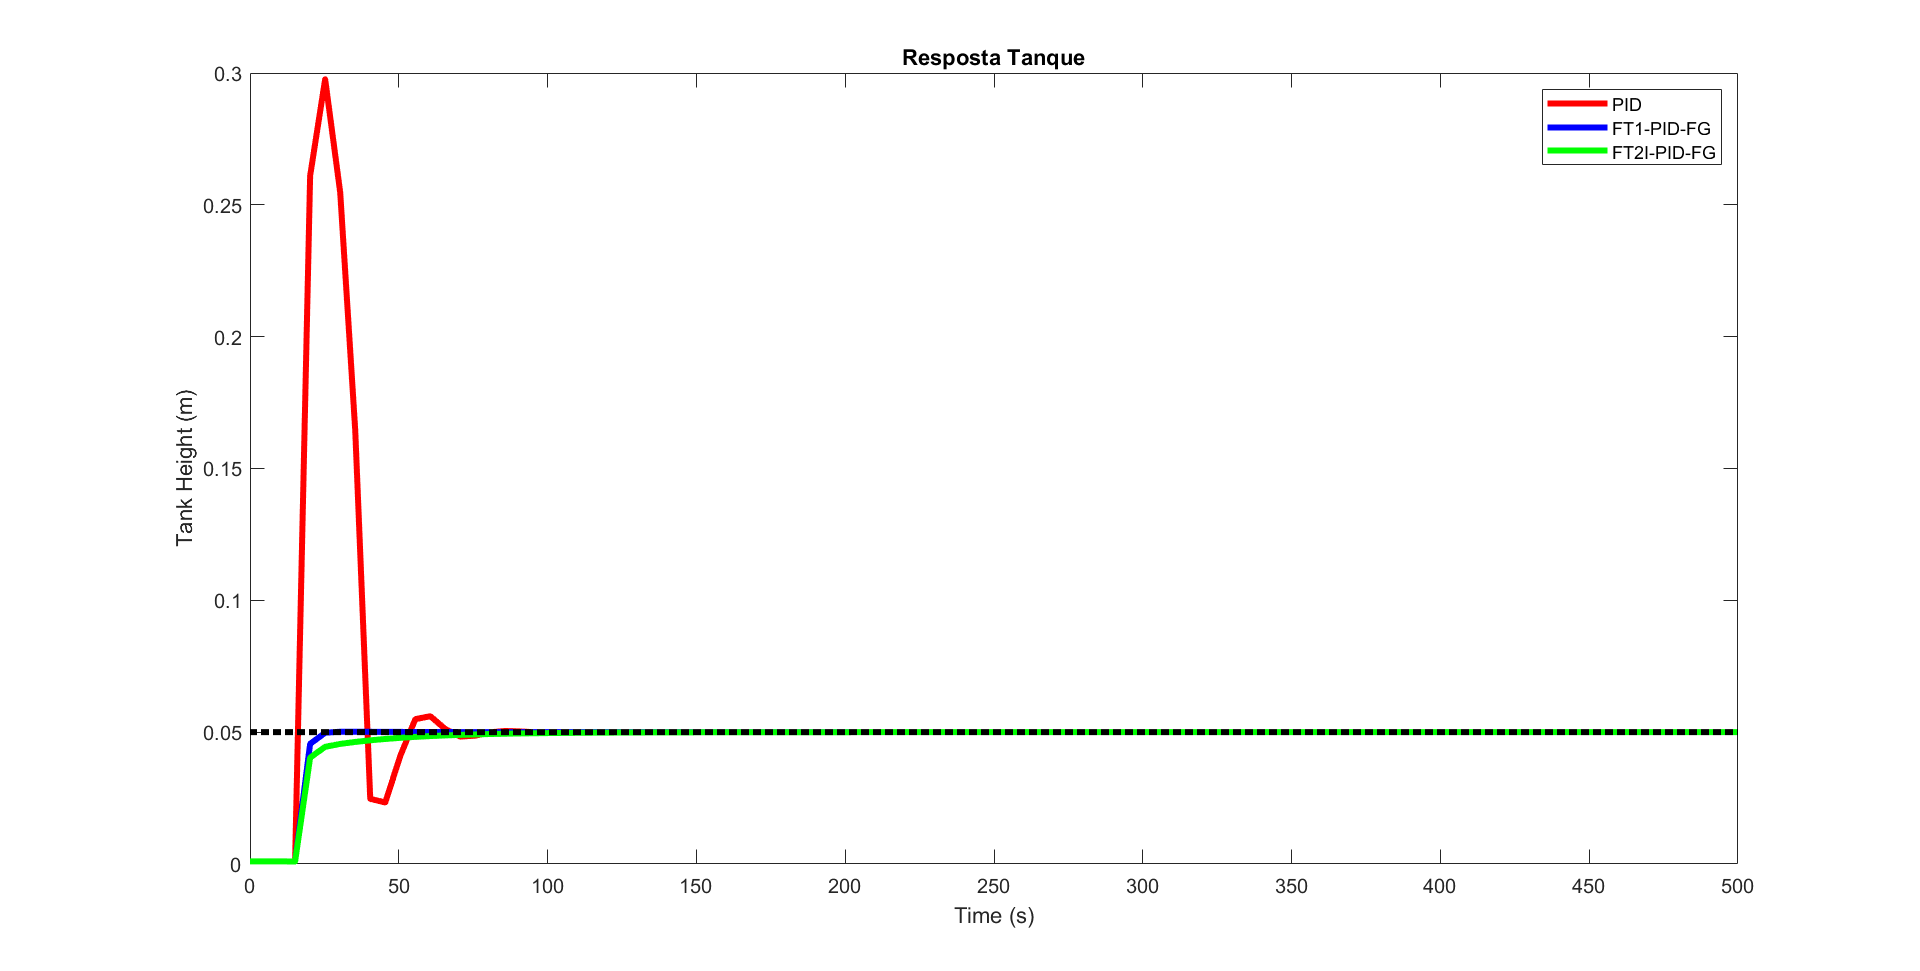 Resposta Tanque
0.3
0.25
0.2
0.15
0.1
0.05
0
Tank Height (m)
PID
FT1-PID-FG
FT2I-PID-FG
0 50 100 150 200 250 300 350 400 450 500
Time (s)